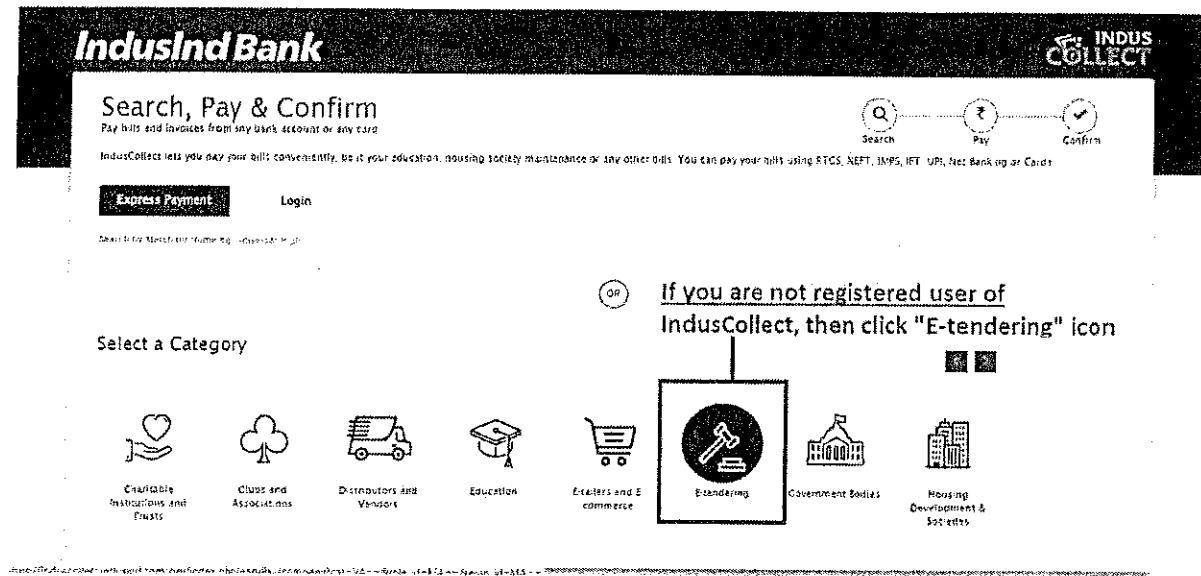 IndusInd Bank
INDUS
COLLECT
Search, Pay & Confirm
Pay bills and invoices from any bank account or any card
Search
Pay
Confirm
IndusCollect lets you pay your bills conveniently, be it your education, housing society maintenance or any other bills. You can pay your bills using RTGS, NEFT, IMPS, IFT, UPI, Net Banking or Cards
Express Payment
Login
OR
If you are not registered user of
IndusCollect, then click "E-tendering" icon
Select a Category
Charitable
Institutions and
Trusts
Clubs and
Associations
Distributors and
Vendors
Education
E-tailers and E
commerce
E-tendering
Government Bodies
Housing
Development &
Societies